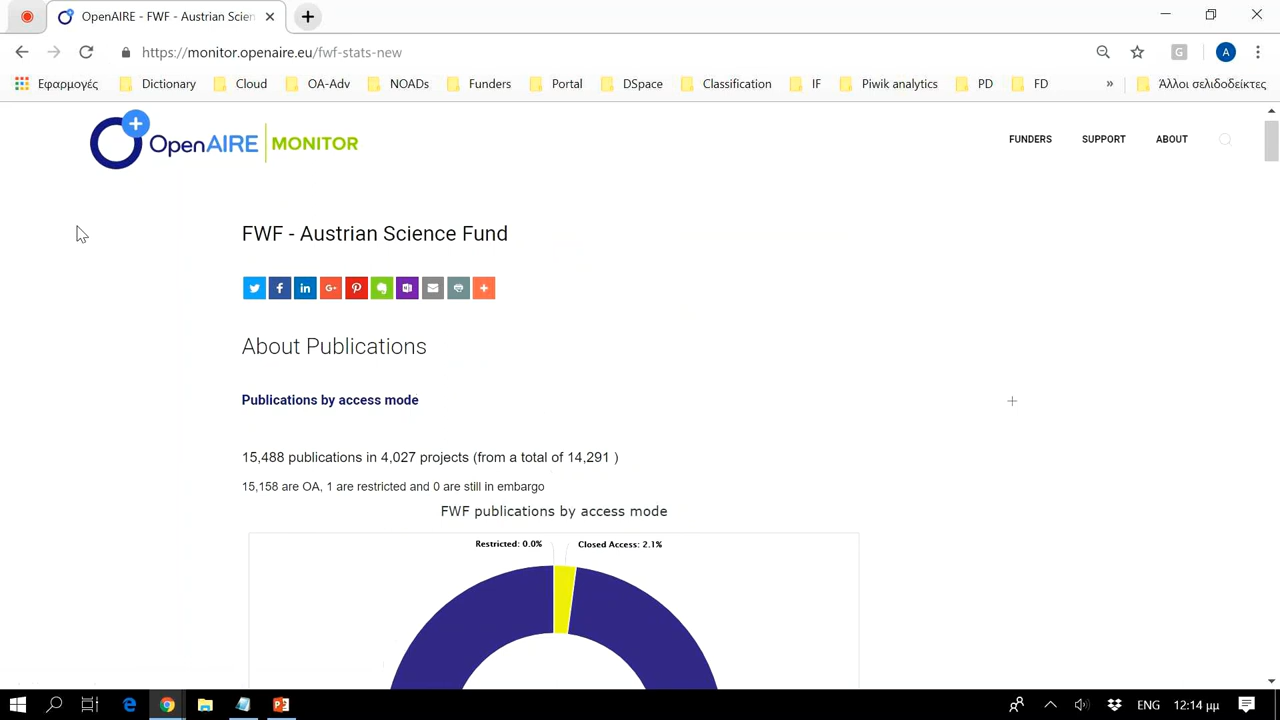 OpenAIRE - FWF - Austrian Scien
https://monitor.openaire.eu/fwf-stats-new
G
A
Εφαρμογές Dictionary Cloud OA-Adv NOADs Funders Portal DSpace Classification IF Piwik analytics PD FD » Άλλοι σελιδοδείκτες
OpenAIRE MONITOR
FUNDERS SUPPORT ABOUT
FWF - Austrian Science Fund
About Publications
Publications by access mode
15,488 publications in 4,027 projects (from a total of 14,291 )
15,158 are OA, 1 are restricted and 0 are still in embargo
FWF publications by access mode
Restricted: 0.0% Closed Access: 2.1%
ENG 12:14 μμ